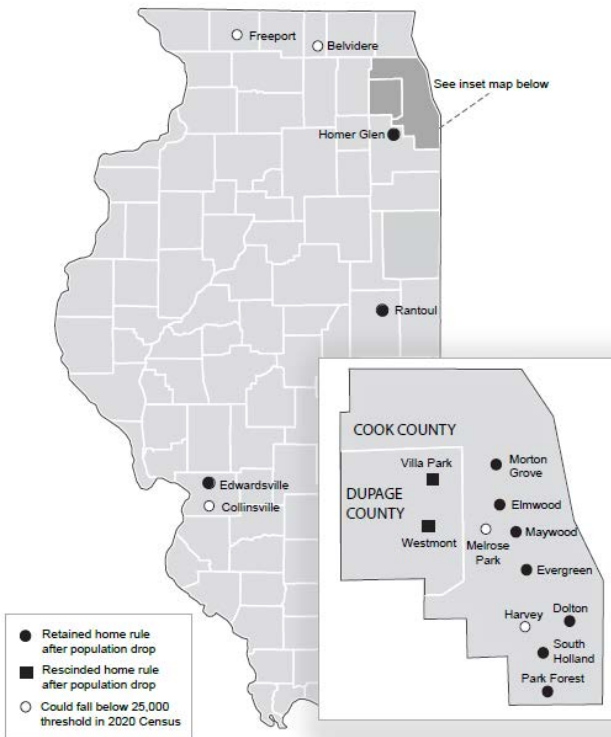 Freeport
Belvidere
See inset map below
Homer Glen
Rantoul
Edwardsville
Collinsville
COOK COUNTY
Villa Park
Morton
Grove
DUPAGE
COUNTY
Elmwood
Maywood
Westmont
Melrose
Park
Evergreen
Harvey
Dolton
South
Holland
Park Forest
Retained home rule
after population drop
Rescinded home rule
after population drop
Could fall below 25,000
threshold in 2020 Census